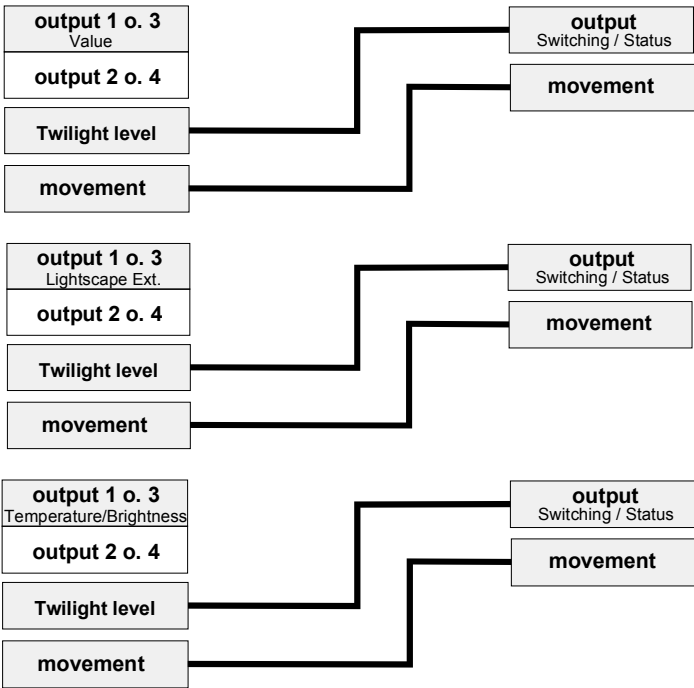 output 1 o. 3
Value
output 2 o. 4
Twilight level
movement
output
Switching / Status
movement
output 1 o. 3
Lightscape Ext.
output 2 o. 4
Twilight level
movement
output
Switching / Status
movement
output 1 o. 3
Temperature/Brightness
output 2 o. 4
Twilight level
movement
output
Switching / Status
movement